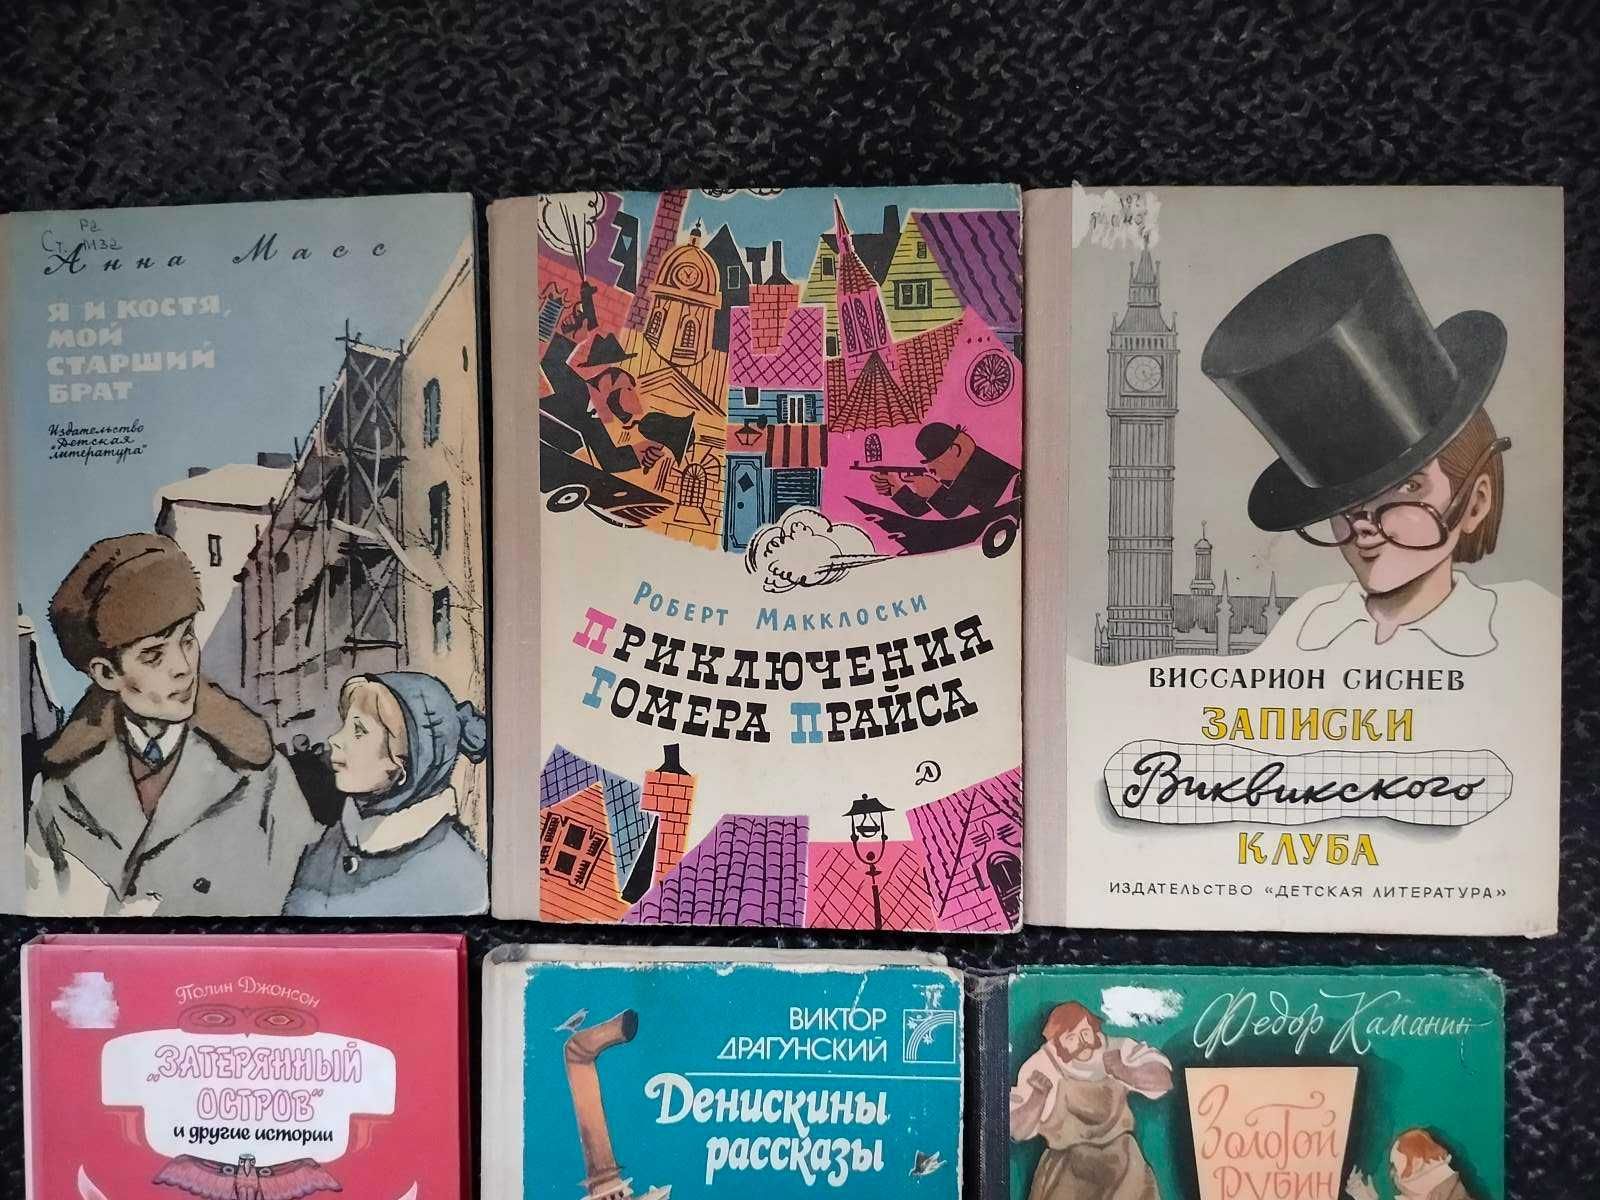 Анна Масс
Я И КОСТЯ,
МОЙ
СТАРШИЙ
БРАТ
Издательство
"Детская
литература"
РОБЕРТ МАККЛОСКИ
ПРИКЛЮЧЕНИЯ
ГОМЕРА ПРАЙСА
ВИССАРИОН СИСНЕВ
ЗАПИСКИ
Виквикского
КЛУБА
ИЗДАТЕЛЬСТВО «ДЕТСКАЯ ЛИТЕРАТУРА»
Полин Джонсон
„ЗАТЕРЯННЫЙ
ОСТРОВ"
и другие истории
ВИКТОР
ДРАГУНСКИЙ
Денискины
рассказы
Федор Каманин
Золотой
РУБИН